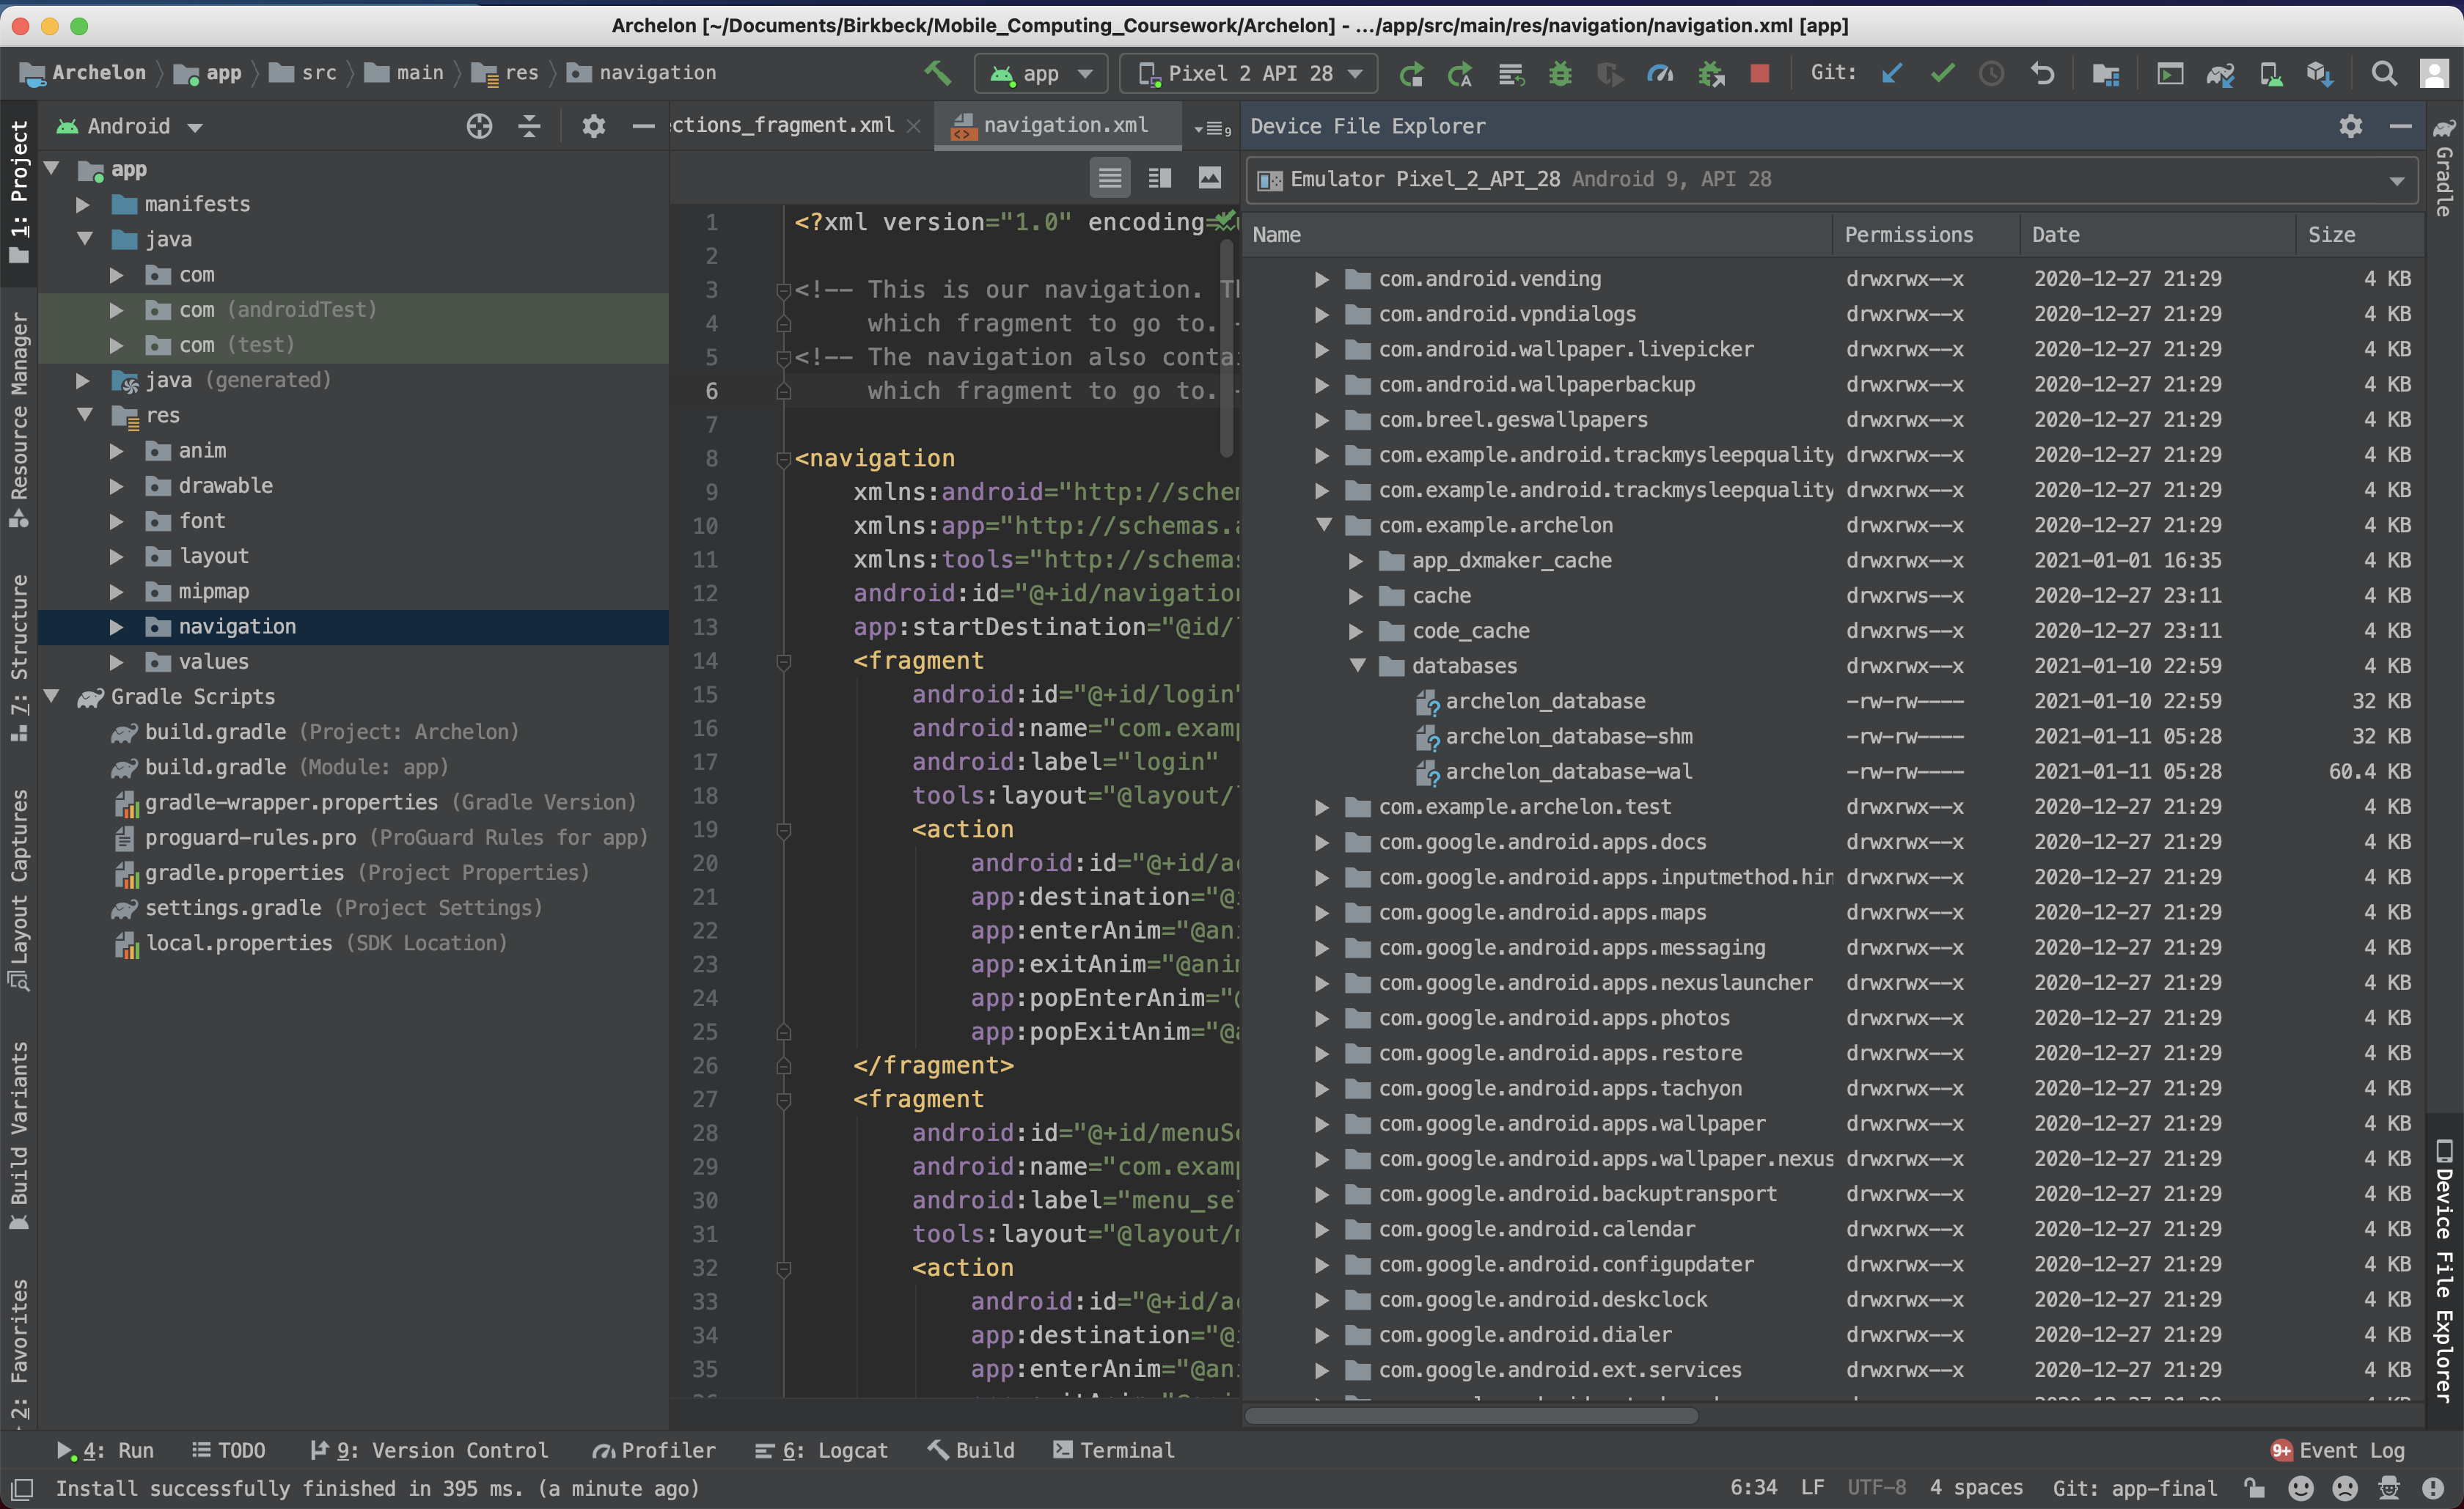 Archelon [~/Documents/Birkbeck/Mobile_Computing_Coursework/Archelon] - .../app/src/main/res/navigation/navigation.xml [app]
Archelon app src main res navigation
app Pixel 2 API 28 Git:
1: Project
Resource Manager
7: Structure
Layout Captures
Build Variants
2: Favorites
Android
app
manifests
java
com
com (androidTest)
com (test)
java (generated)
res
anim
drawable
font
layout
mipmap
navigation
values
Gradle Scripts
build.gradle (Project: Archelon)
build.gradle (Module: app)
gradle-wrapper.properties (Gradle Version)
proguard-rules.pro (ProGuard Rules for app)
gradle.properties (Project Properties)
settings.gradle (Project Settings)
local.properties (SDK Location)
ctions_fragment.xml navigation.xml 9
1 <?xml version="1.0" encoding=
2
3 <!-- This is our navigation.
4 which fragment to go to.
5 <!-- The navigation also conta
6 which fragment to go to.
7
8 <navigation
9 xmlns:android="http://schem
10 xmlns:app="http://schemas.a
11 xmlns:tools="http://schemas
12 android:id="@+id/navigation
13 app:startDestination="@id/
14 <fragment
15 android:id="@+id/login"
16 android:name="com.examp
17 android:label="login"
18 tools:layout="@layout/
19 <action
20 android:id="@+id/ac
21 app:destination="@i
22 app:enterAnim="@ani
23 app:exitAnim="@anim
24 app:popEnterAnim="@
25 app:popExitAnim="@a
26 </fragment>
27 <fragment
28 android:id="@+id/menuSe
29 android:name="com.examp
30 android:label="menu_se
31 tools:layout="@layout/m
32 <action
33 android:id="@+id/ac
34 app:destination="@i
35 app:enterAnim="@ani
Device File Explorer
Emulator Pixel_2_API_28 Android 9, API 28
Name Permissions Date Size
com.android.vending drwxrwx--x 2020-12-27 21:29 4 KB
com.android.vpndialogs drwxrwx--x 2020-12-27 21:29 4 KB
com.android.wallpaper.livepicker drwxrwx--x 2020-12-27 21:29 4 KB
com.android.wallpaperbackup drwxrwx--x 2020-12-27 21:29 4 KB
com.breel.geswallpapers drwxrwx--x 2020-12-27 21:29 4 KB
com.example.android.trackmysleepquality drwxrwx--x 2020-12-27 21:29 4 KB
com.example.android.trackmysleepquality drwxrwx--x 2020-12-27 21:29 4 KB
com.example.archelon drwxrwx--x 2020-12-27 21:29 4 KB
app_dxmaker_cache drwxrwx--x 2021-01-01 16:35 4 KB
cache drwxrws--x 2020-12-27 23:11 4 KB
code_cache drwxrws--x 2020-12-27 23:11 4 KB
databases drwxrwx--x 2021-01-10 22:59 4 KB
archelon_database -rw-rw---- 2021-01-10 22:59 32 KB
archelon_database-shm -rw-rw---- 2021-01-11 05:28 32 KB
archelon_database-wal -rw-rw---- 2021-01-11 05:28 60.4 KB
com.example.archelon.test drwxrwx--x 2020-12-27 21:29 4 KB
com.google.android.apps.docs drwxrwx--x 2020-12-27 21:29 4 KB
com.google.android.apps.inputmethod.hin drwxrwx--x 2020-12-27 21:29 4 KB
com.google.android.apps.maps drwxrwx--x 2020-12-27 21:29 4 KB
com.google.android.apps.messaging drwxrwx--x 2020-12-27 21:29 4 KB
com.google.android.apps.nexuslauncher drwxrwx--x 2020-12-27 21:29 4 KB
com.google.android.apps.photos drwxrwx--x 2020-12-27 21:29 4 KB
com.google.android.apps.restore drwxrwx--x 2020-12-27 21:29 4 KB
com.google.android.apps.tachyon drwxrwx--x 2020-12-27 21:29 4 KB
com.google.android.apps.wallpaper drwxrwx--x 2020-12-27 21:29 4 KB
com.google.android.apps.wallpaper.nexus drwxrwx--x 2020-12-27 21:29 4 KB
com.google.android.backuptransport drwxrwx--x 2020-12-27 21:29 4 KB
com.google.android.calendar drwxrwx--x 2020-12-27 21:29 4 KB
com.google.android.configupdater drwxrwx--x 2020-12-27 21:29 4 KB
com.google.android.deskclock drwxrwx--x 2020-12-27 21:29 4 KB
com.google.android.dialer drwxrwx--x 2020-12-27 21:29 4 KB
com.google.android.ext.services drwxrwx--x 2020-12-27 21:29 4 KB
Gradle
Device File Explorer
4: Run TODO 9: Version Control Profiler 6: Logcat Build Terminal 9+ Event Log
Install successfully finished in 395 ms. (a minute ago) 6:34 LF UTF-8 4 spaces Git: app-final